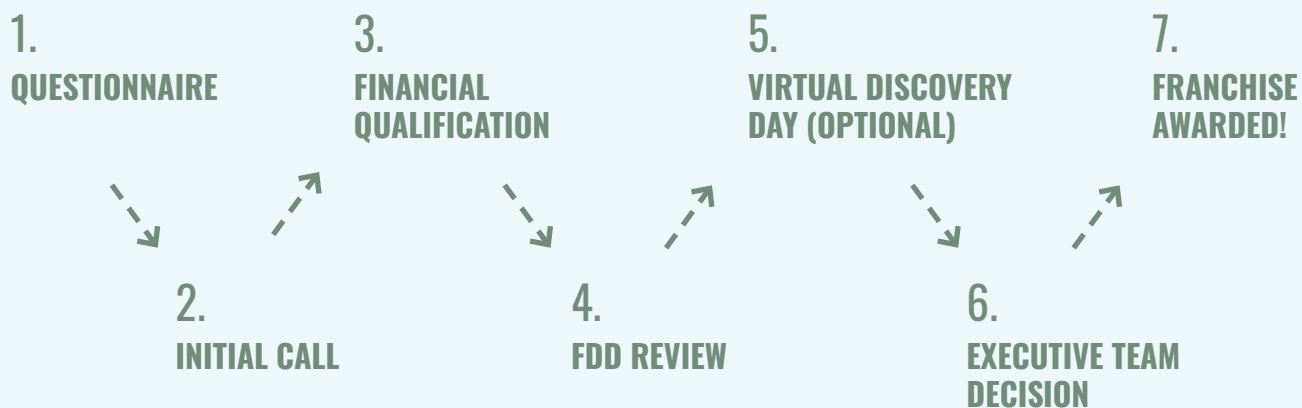 1.
QUESTIONNAIRE
2.
INITIAL CALL
3.
FINANCIAL
QUALIFICATION
4.
FDD REVIEW
5.
VIRTUAL DISCOVERY
DAY (OPTIONAL)
6.
EXECUTIVE TEAM
DECISION
7.
FRANCHISE
AWARDED!